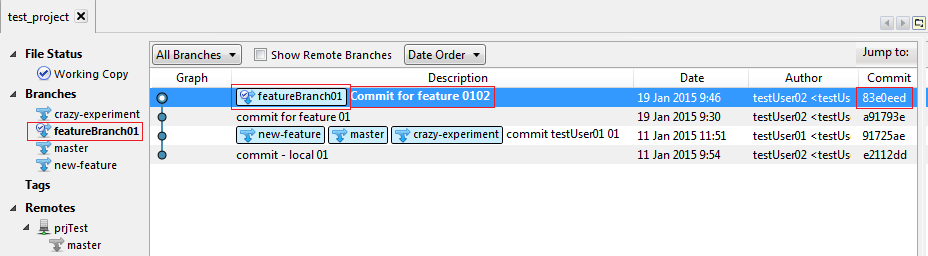 test_project
File Status
Working Copy
Branches
crazy-experiment
featureBranch01
master
new-feature
Tags
Remotes
prjTest
master
All Branches Show Remote Branches Date Order Jump to:
Graph Description Date Author Commit
featureBranch01 Commit for feature 0102 19 Jan 2015 9:46 testUser02 <testUs 83e0eed
commit for feature 01 19 Jan 2015 9:30 testUser02 <testUs a91793e
new-feature master crazy-experiment commit testUser01 01 11 Jan 2015 11:51 testUser01 <testUs 91725ae
commit - local 01 11 Jan 2015 9:54 testUser02 <testUs e2112dd